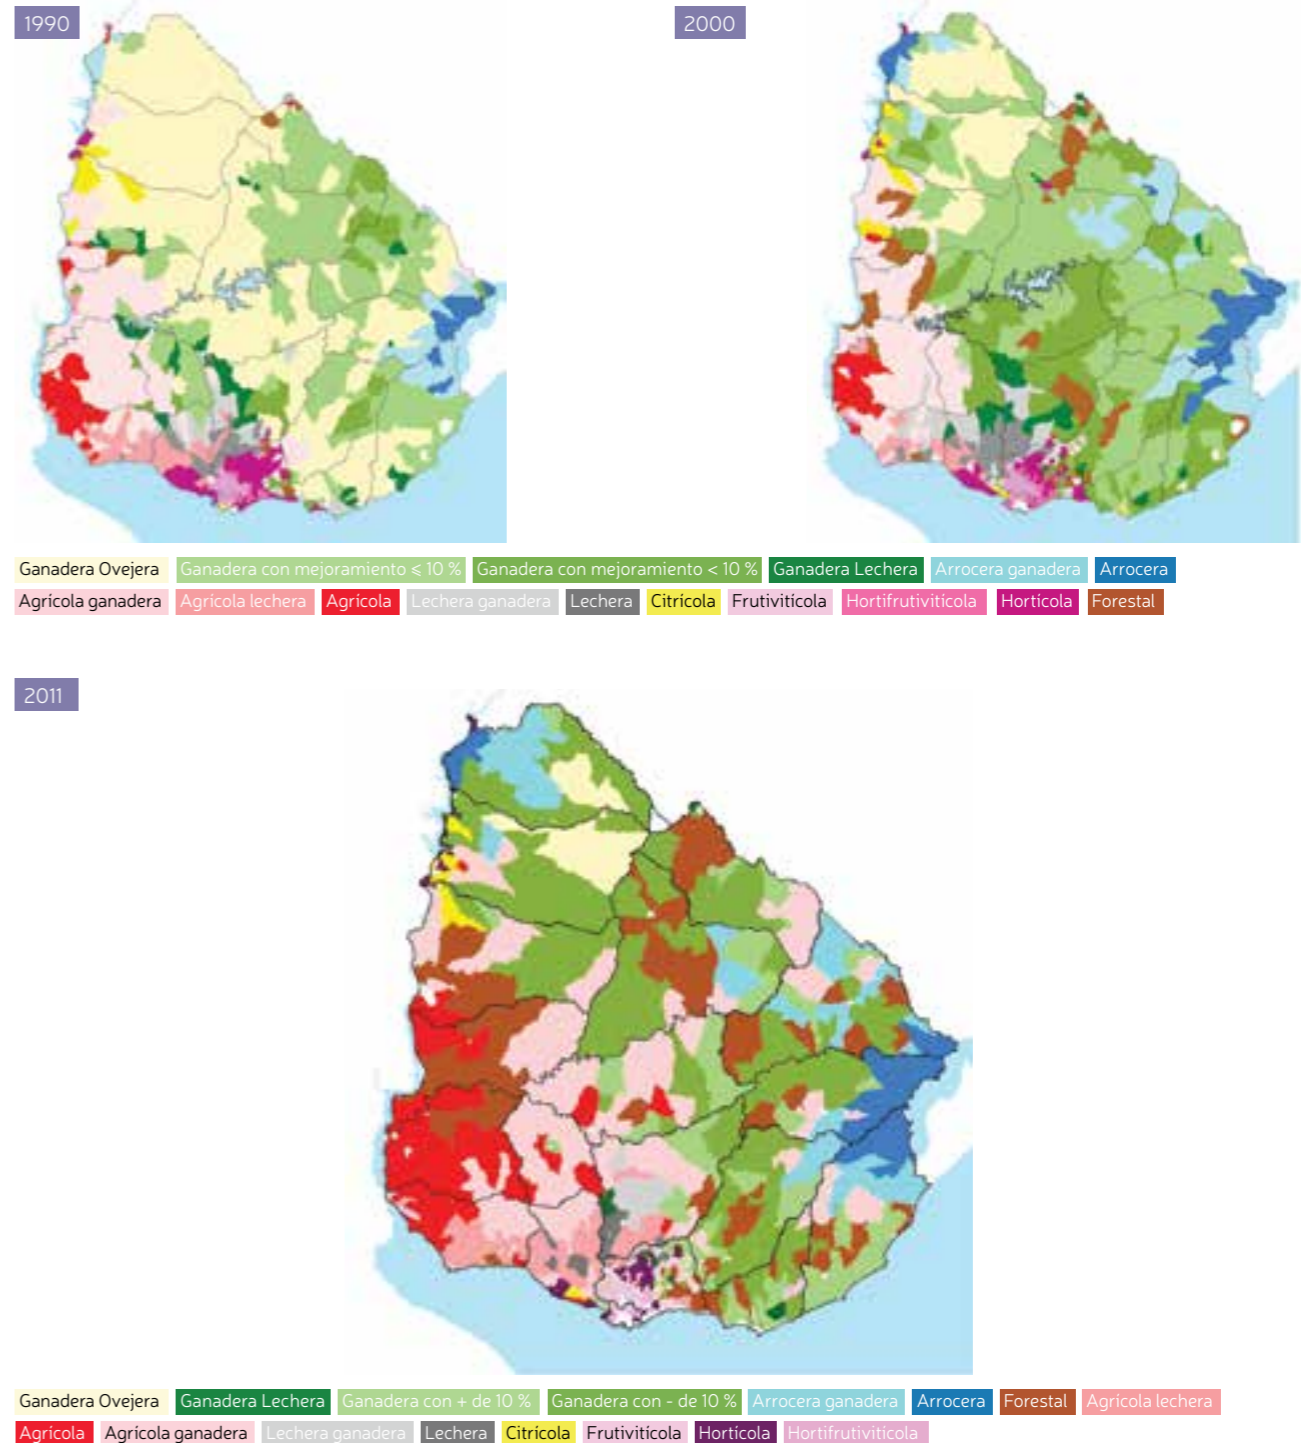 1990
2000
Ganadera Ovejera Ganadera con mejoramiento ≤ 10 % Ganadera con mejoramiento < 10 % Ganadera Lechera Arrocera ganadera Arrocera
Agrícola ganadera Agrícola lechera Agrícola Lechera ganadera Lechera Citrícola Frutivitícola Hortifrutivitícola Hortícola Forestal
2011
Ganadera Ovejera Ganadera Lechera Ganadera con + de 10 % Ganadera con - de 10 % Arrocera ganadera Arrocera Forestal Agrícola lechera
Agrícola Agrícola ganadera Lechera ganadera Lechera Citrícola Frutivitícola Hortícola Hortifrutivitícola